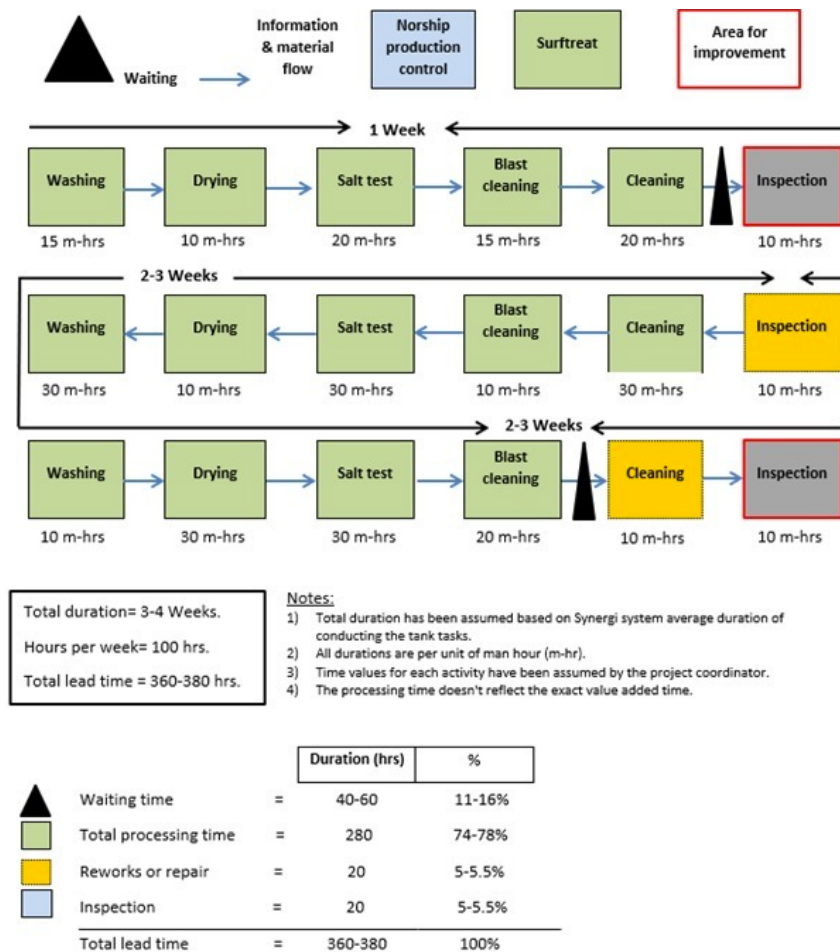 Waiting
Information
& material
flow
Norship
production
control
Surftreat
Area for
improvement
1 Week
Washing
Drying
Salt test
Blast
cleaning
Cleaning
Inspection
15 m-hrs
10 m-hrs
20 m-hrs
15 m-hrs
20 m-hrs
10 m-hrs
2-3 Weeks
Washing
Drying
Salt test
Blast
cleaning
Cleaning
Inspection
30 m-hrs
10 m-hrs
30 m-hrs
10 m-hrs
30 m-hrs
10 m-hrs
2-3 Weeks
Washing
Drying
Salt test
Blast
cleaning
Cleaning
Inspection
10 m-hrs
30 m-hrs
30 m-hrs
20 m-hrs
10 m-hrs
10 m-hrs
Total duration= 3-4 Weeks.
Hours per week= 100 hrs.
Total lead time = 360-380 hrs.
Notes:
1) Total duration has been assumed based on Synergi system average duration of
conducting the tank tasks.
2) All durations are per unit of man hour (m-hr).
3) Time values for each activity have been assumed by the project coordinator.
4) The processing time doesn't reflect the exact value added time.
Duration (hrs) %
Waiting time = 40-60 11-16%
Total processing time = 280 74-78%
Reworks or repair = 20 5-5.5%
Inspection = 20 5-5.5%
Total lead time = 360-380 100%